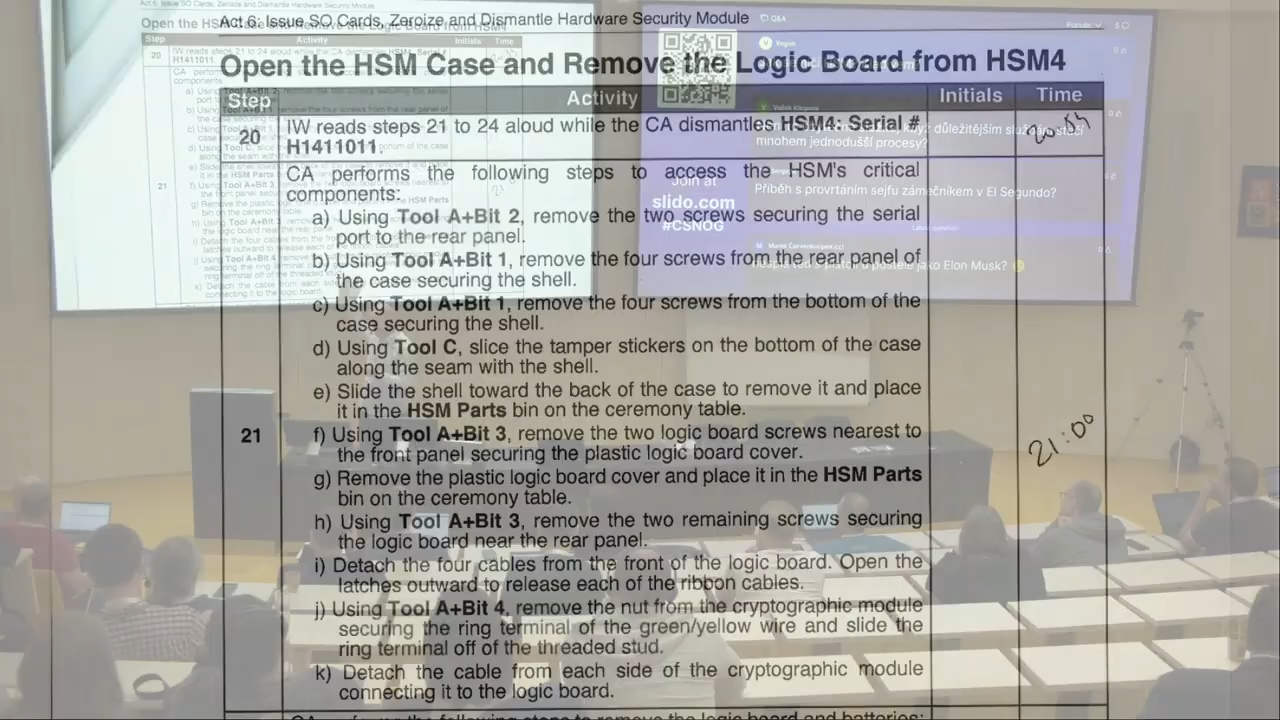 Act 6: Issue SO Cards, Zeroize and Dismantle Hardware Security Module
Open the HSM Case and Remove the Logic Board from HSM4
Step Activity Initials Time
20 IW reads steps 21 to 24 aloud while the CA dismantles HSM4: Serial #
H1411011.
21 CA performs the following steps to access the HSM's critical
components:
a) Using Tool A+Bit 2, remove the two screws securing the serial
port to the rear panel.
b) Using Tool A+Bit 1, remove the four screws from the rear panel of
the case securing the shell.
c) Using Tool A+Bit 1, remove the four screws from the bottom of the
case securing the shell.
d) Using Tool C, slice the tamper stickers on the bottom of the case
along the seam with the shell.
e) Slide the shell toward the back of the case to remove it and place
it in the HSM Parts bin on the ceremony table.
f) Using Tool A+Bit 3, remove the two logic board screws nearest to
the front panel securing the plastic logic board cover.
g) Remove the plastic logic board cover and place it in the HSM Parts
bin on the ceremony table.
h) Using Tool A+Bit 3, remove the two remaining screws securing
the logic board near the rear panel.
i) Detach the four cables from the front of the logic board. Open the
latches outward to release each of the ribbon cables.
j) Using Tool A+Bit 4, remove the nut from the cryptographic module
securing the ring terminal of the green/yellow wire and slide the
ring terminal off of the threaded stud.
k) Detach the cable from each side of the cryptographic module
connecting it to the logic board.
21:00
Q&A
Popular
důležitějším
mnohem jednodušší procesy?
Příběh s provrtáním sejfu zámečníkem v El Segundo?
jako Elon Musk?
Join at
slido.com
#CSNOG